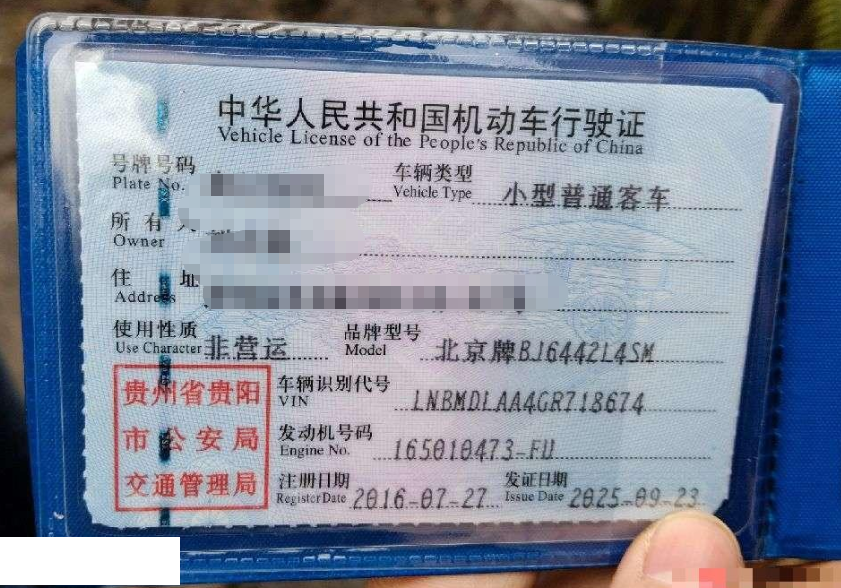 中华人民共和国机动车行驶证
Vehicle License of the People's Republic of China
号牌号码 车辆类型 小型普通客车
Plate No. Vehicle Type
所有人
Owner
住 址
Address
使用性质 非营运 品牌型号 北京牌BJ6442L4SM
Use Character Model
贵州省贵阳
市公安局
交通管理局
车辆识别代号 LNBMDLAA4GR718674
VIN
发动机号码 165010473-FU
Engine No.
注册日期 2016-07-27 发证日期 2025-09-23
Register Date Issue Date